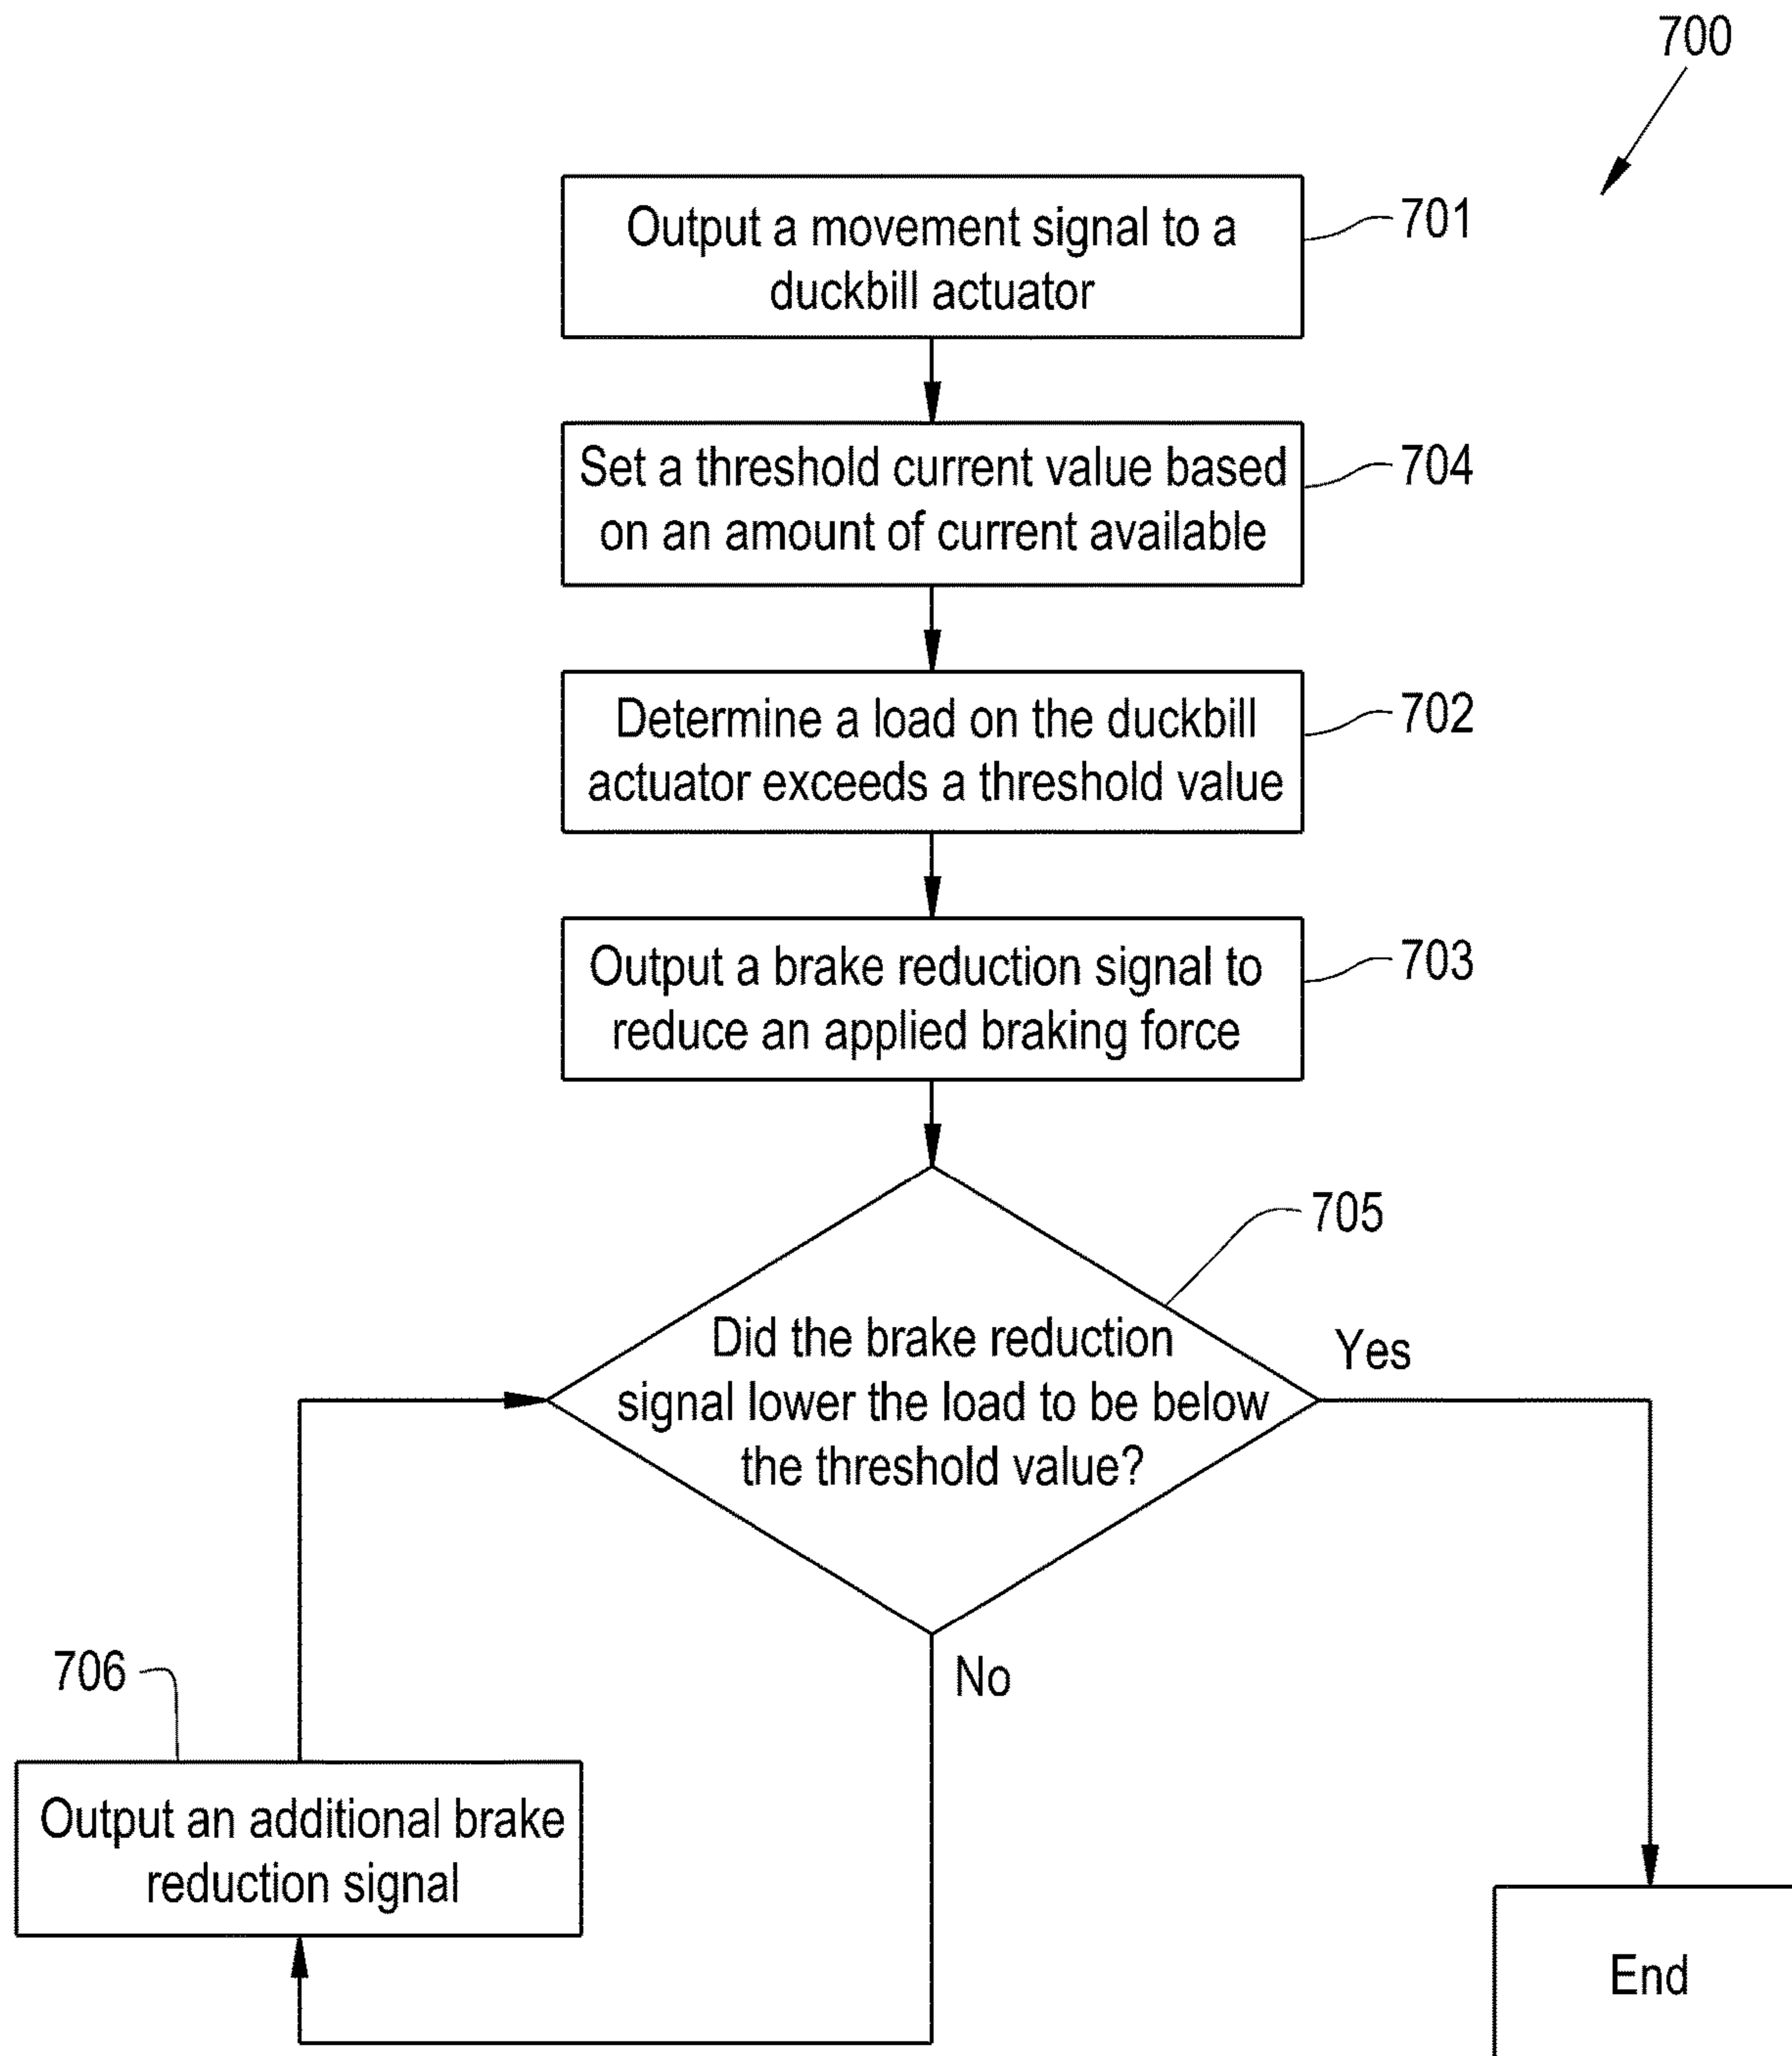 700
Output a movement signal to a
duckbill actuator
701
Set a threshold current value based
on an amount of current available
704
Determine a load on the duckbill
actuator exceeds a threshold value
702
Output a brake reduction signal to
reduce an applied braking force
703
705
Did the brake reduction
signal lower the load to be below
the threshold value?
Yes
No
706
Output an additional brake
reduction signal
End